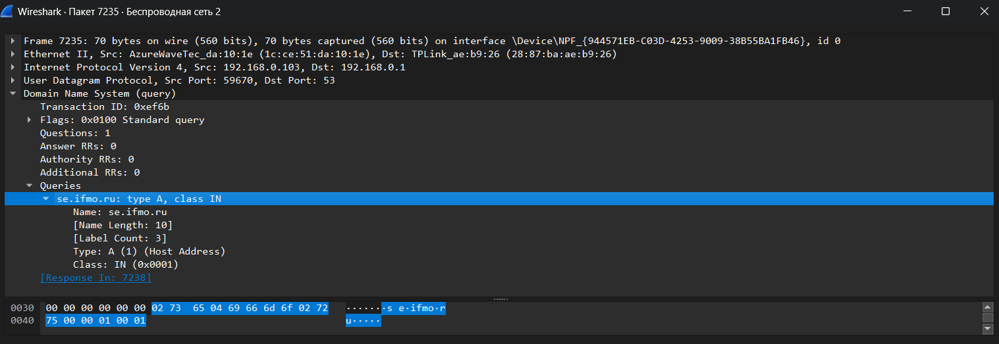 Wireshark · Пакет 7235 · Беспроводная сеть 2
Frame 7235: 70 bytes on wire (560 bits), 70 bytes captured (560 bits) on interface \Device\NPF_{944571EB-C03D-4253-9009-38B55BA1FB46}, id 0
Ethernet II, Src: AzureWaveTec_da:10:1e (1c:ce:51:da:10:1e), Dst: TPLink_ae:b9:26 (28:87:ba:ae:b9:26)
Internet Protocol Version 4, Src: 192.168.0.103, Dst: 192.168.0.1
User Datagram Protocol, Src Port: 59670, Dst Port: 53
Domain Name System (query)
Transaction ID: 0xef6b
Flags: 0x0100 Standard query
Questions: 1
Answer RRs: 0
Authority RRs: 0
Additional RRs: 0
Queries
se.ifmo.ru: type A, class IN
Name: se.ifmo.ru
[Name Length: 10]
[Label Count: 3]
Type: A (1) (Host Address)
Class: IN (0x0001)
[Response In: 7238]
0030 00 00 00 00 00 00 02 73 65 04 69 66 6d 6f 02 72 ·······s e·ifmo·r
0040 75 00 00 01 00 01 u·····